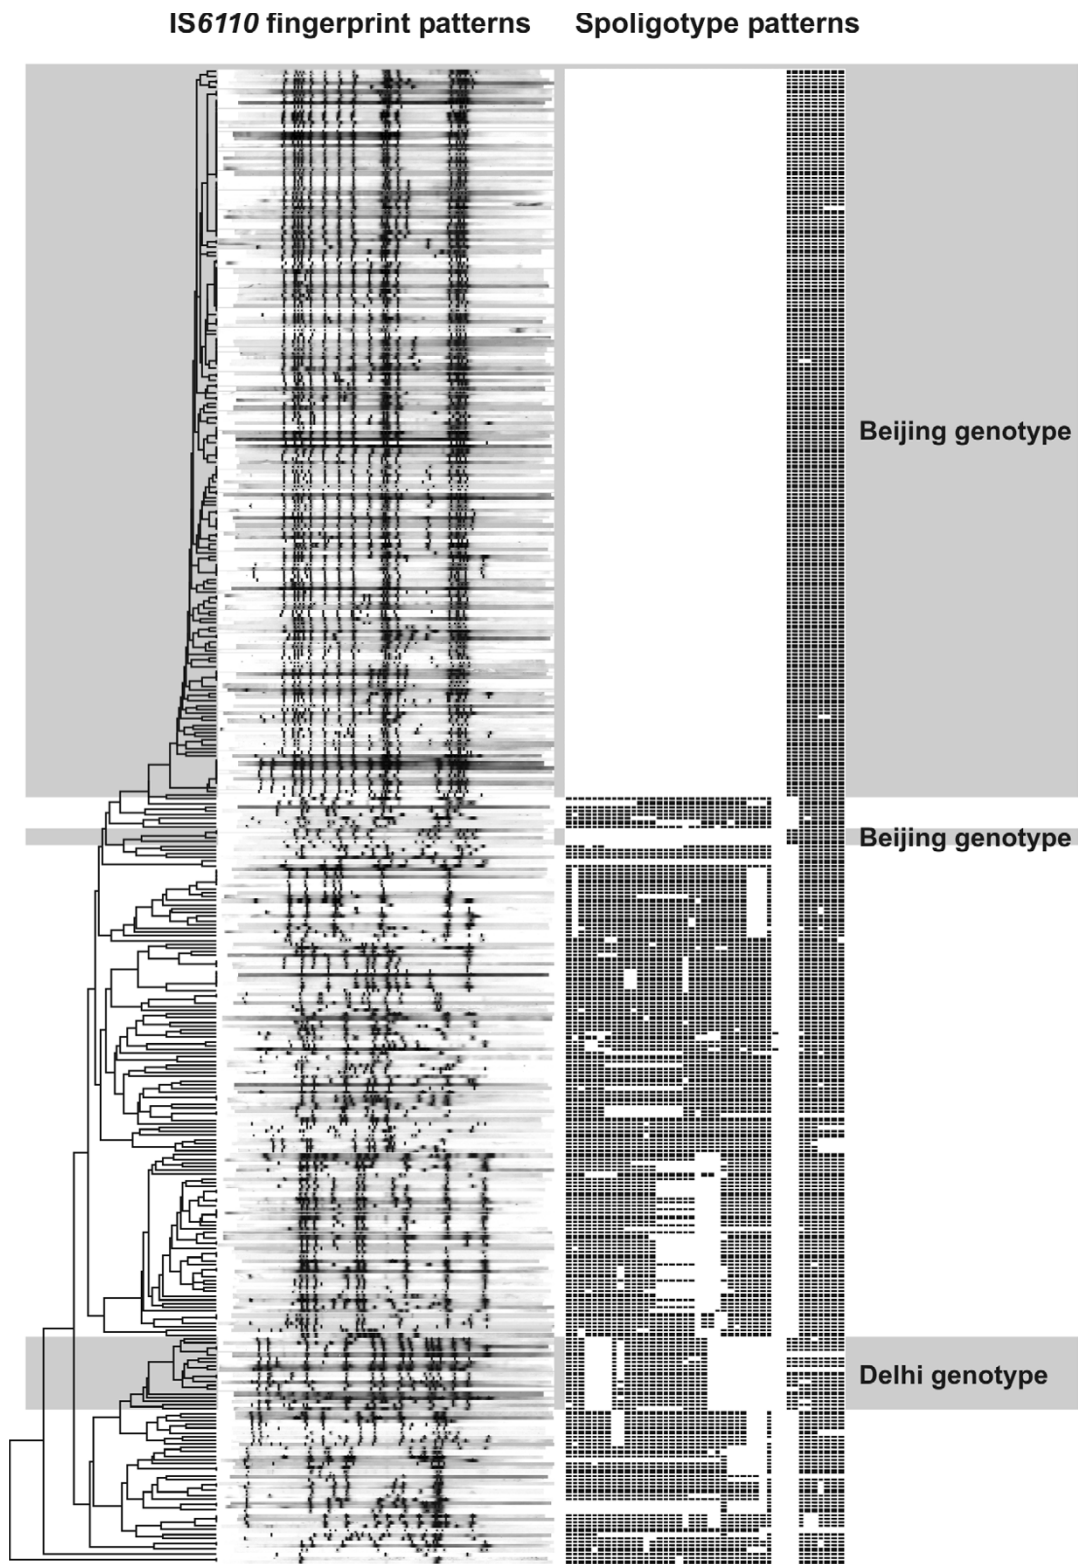 IS6110 fingerprint patterns
Spoligotype patterns
Beijing genotype
Beijing genotype
Delhi genotype